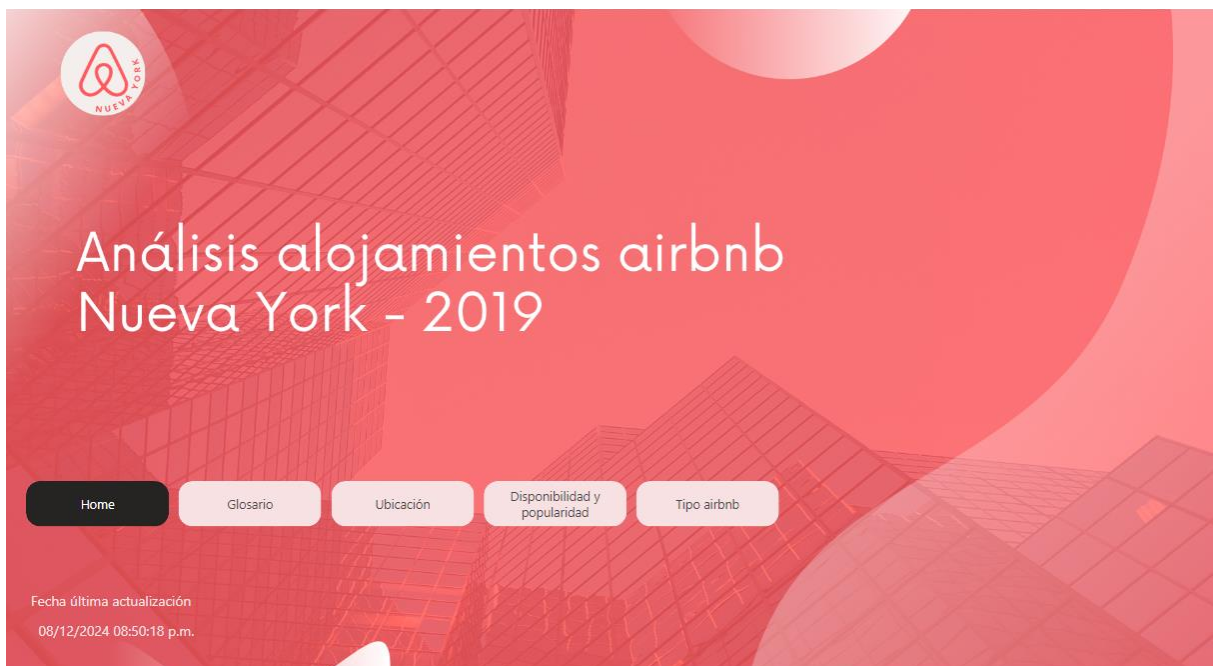 NUEVA YORK
Análisis alojamientos airbnb
Nueva York - 2019
Home
Glosario
Ubicación
Disponibilidad y
popularidad
Tipo airbnb
Fecha última actualización
08/12/2024 08:50:18 p.m.